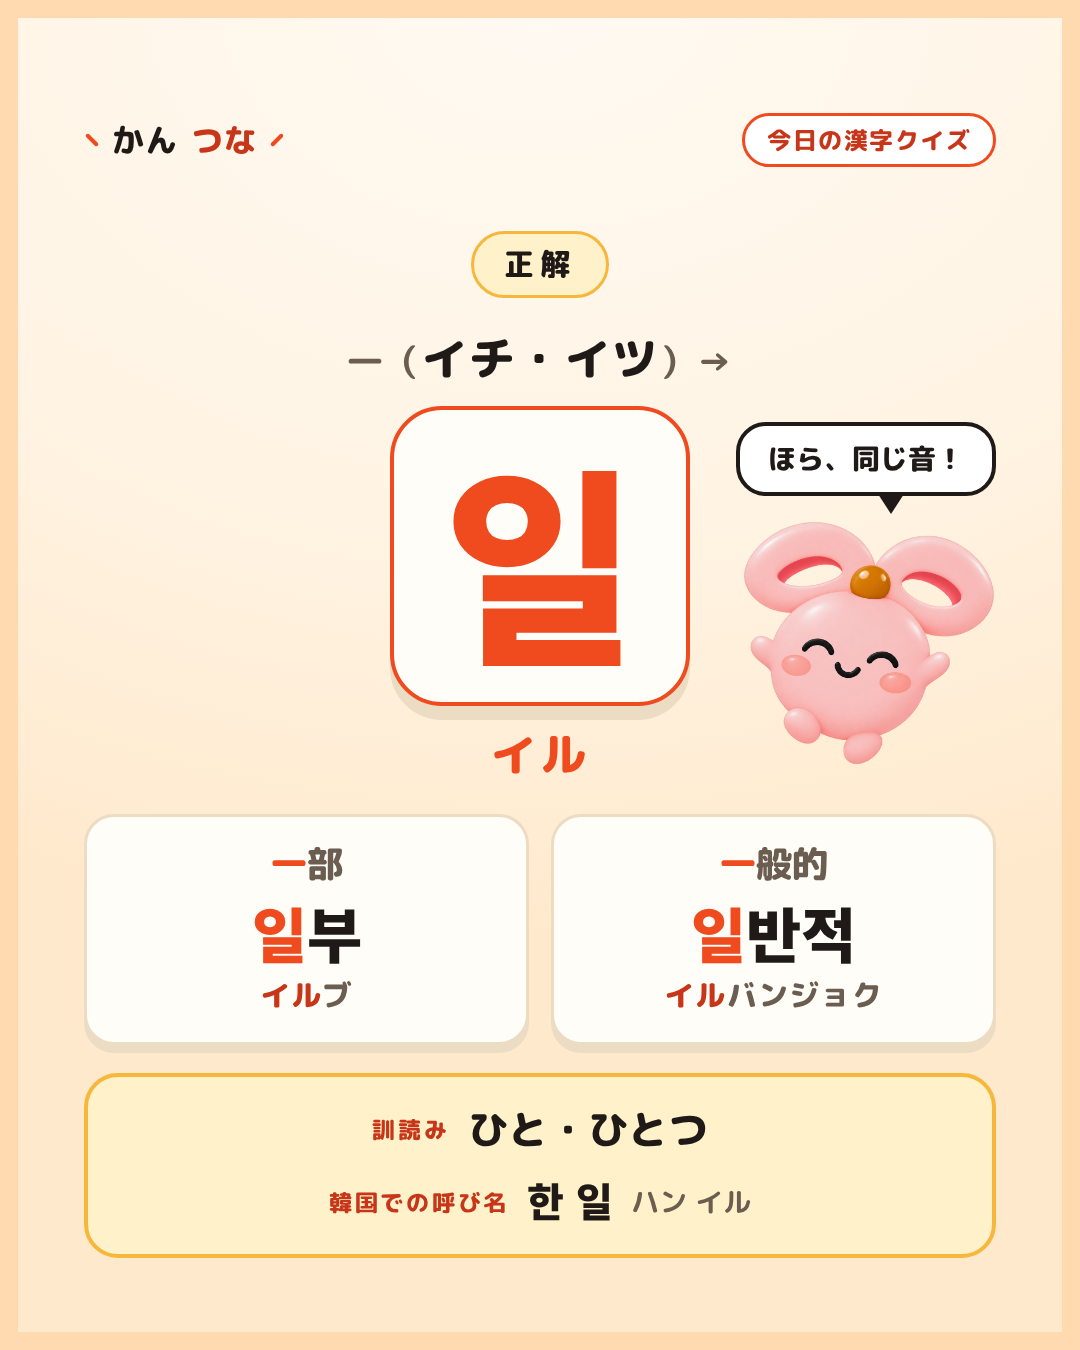 かん つな
今日の漢字クイズ
正解
一（イチ・イツ）→
일
ほら、同じ音！
イル
一部
일부
イルブ
一般的
일반적
イルバンジョク
訓読み ひと・ひとつ
韓国での呼び名 한 일 ハン イル